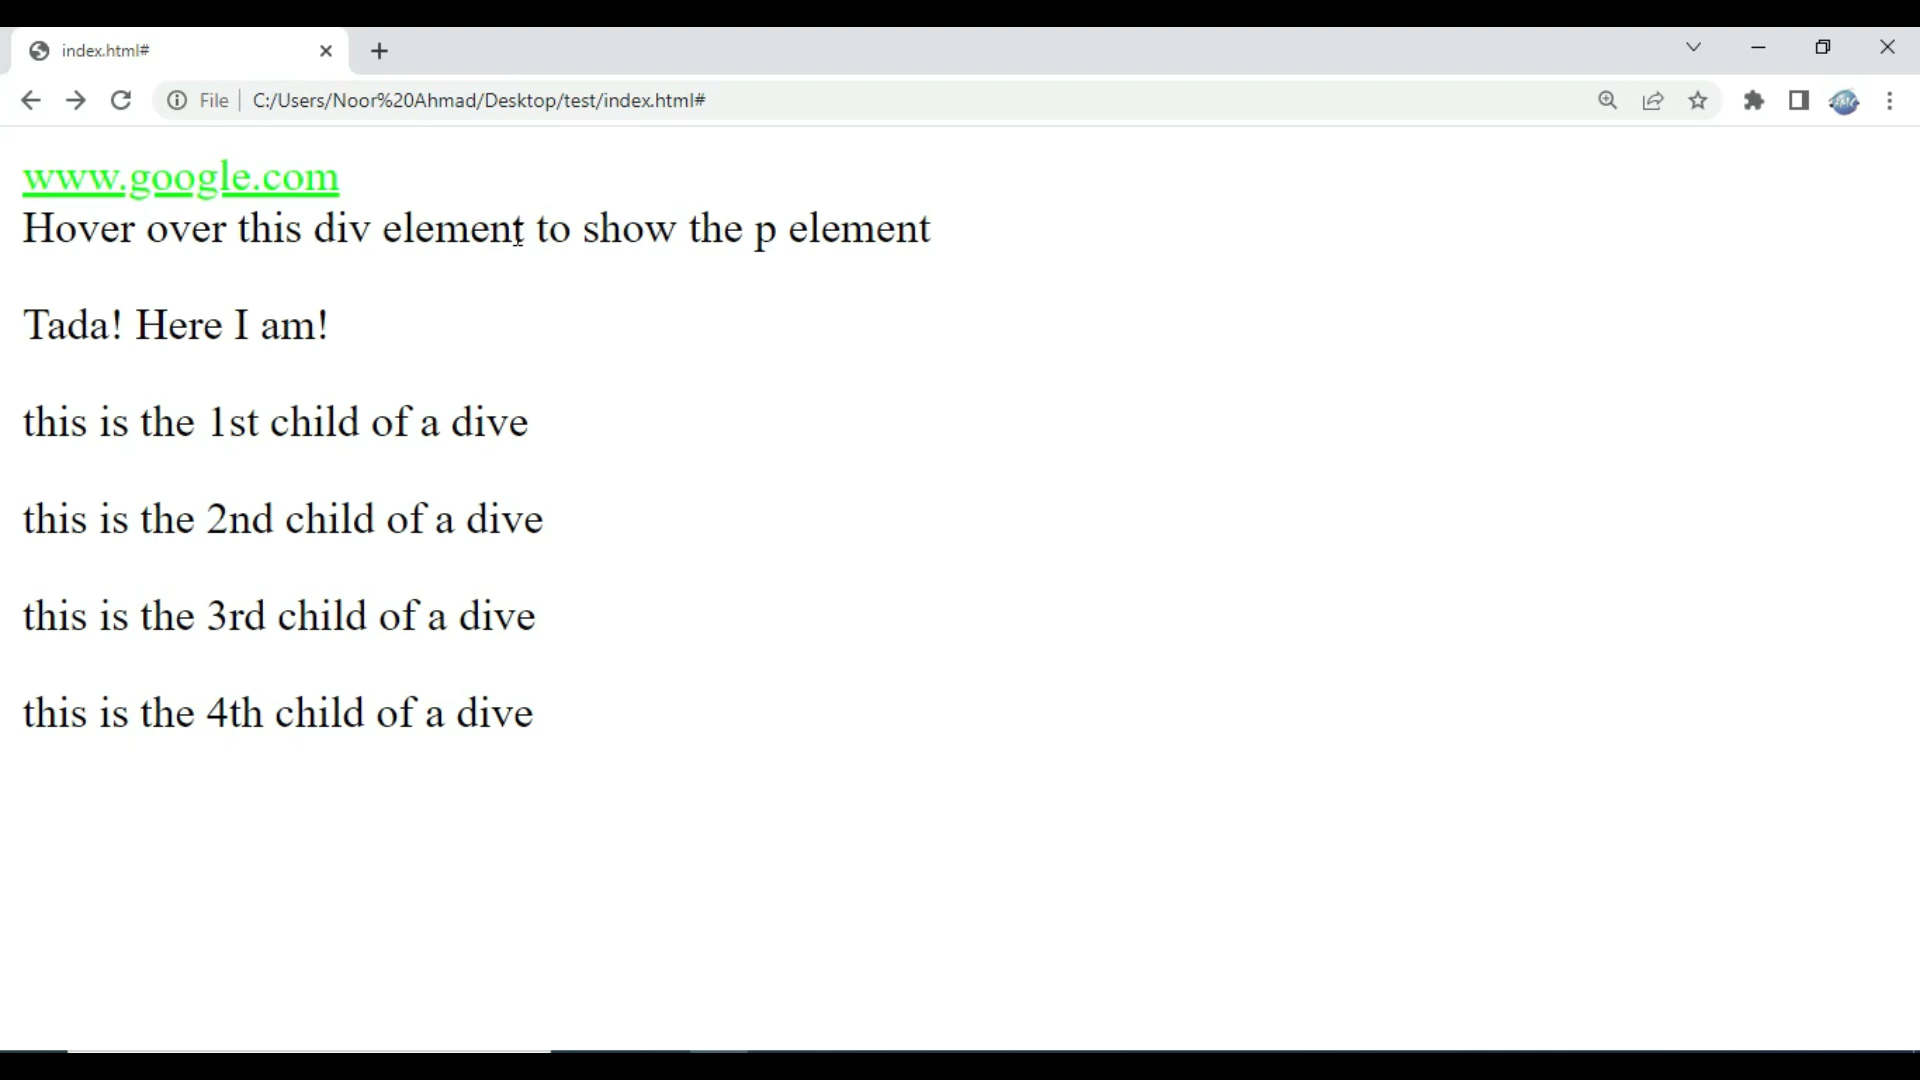 index.html#
File C:/Users/Noor%20Ahmad/Desktop/test/index.html#
www.google.com
Hover over this div element to show the p element
Tada! Here I am!
this is the 1st child of a dive
this is the 2nd child of a dive
this is the 3rd child of a dive
this is the 4th child of a dive